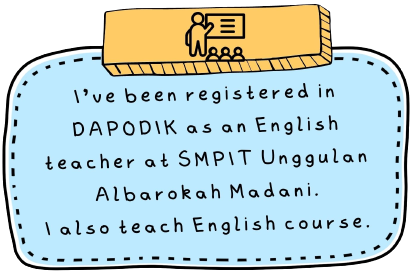 I've been registered in
DAPODIK as an English
teacher at SMPIT Unggulan
Albarokah Madani.
I also teach English course.